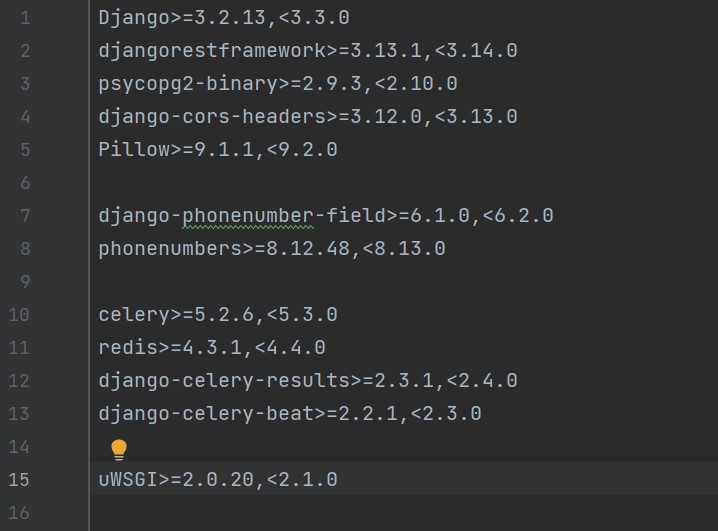 1 Django>=3.2.13,<3.3.0
2 djangorestframework>=3.13.1,<3.14.0
3 psycopg2-binary>=2.9.3,<2.10.0
4 django-cors-headers>=3.12.0,<3.13.0
5 Pillow>=9.1.1,<9.2.0
6
7 django-phonenumber-field>=6.1.0,<6.2.0
8 phonenumbers>=8.12.48,<8.13.0
9
10 celery>=5.2.6,<5.3.0
11 redis>=4.3.1,<4.4.0
12 django-celery-results>=2.3.1,<2.4.0
13 django-celery-beat>=2.2.1,<2.3.0
14
15 uWSGI>=2.0.20,<2.1.0
16